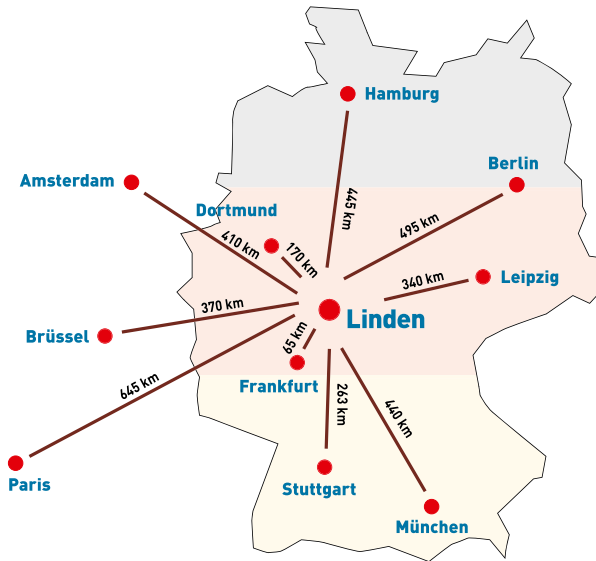 Hamburg
Berlin
Amsterdam
445 km
Dortmund
495 km
410 km
170 km
340 km
Leipzig
370 km
Linden
Brüssel
65 km
645 km
Frankfurt
263 km
440 km
Paris
Stuttgart
München